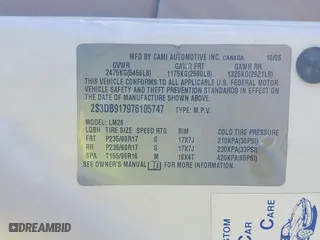 MFD BY CAMI AUTOMOTIVE INC. CANADA 10/06
GVWR GAWR FRT GAWR RR
2475KG(5456LB) 1175KG(2590LB) 1325KG(2921LB)
THIS VEHICLE CONFORMS TO ALL APPLICABLE U.S.
FEDERAL MOTOR VEHICLE SAFETY AND
THEFT PREVENTION STANDARDS IN EFFECT ON
THE DATE OF MANUFACTURE SHOWN ABOVE.
2S3DB917976105747 TYPE: M.P.V.
MODEL: LM26
TIRE SIZE SPEED RTG RIM COLD TIRE PRESSURE
FRT P235/60R17 S 17X7J 210KPA(30PSI)
RR P235/60R17 S 17X7J 230KPA(33PSI)
SPA T155/90R16 M 16X4T 420KPA(60PSI)
SEE OWNER'S MANUAL FOR ADDITIONAL INFORMATION.
CAR CARE
DREAMBID